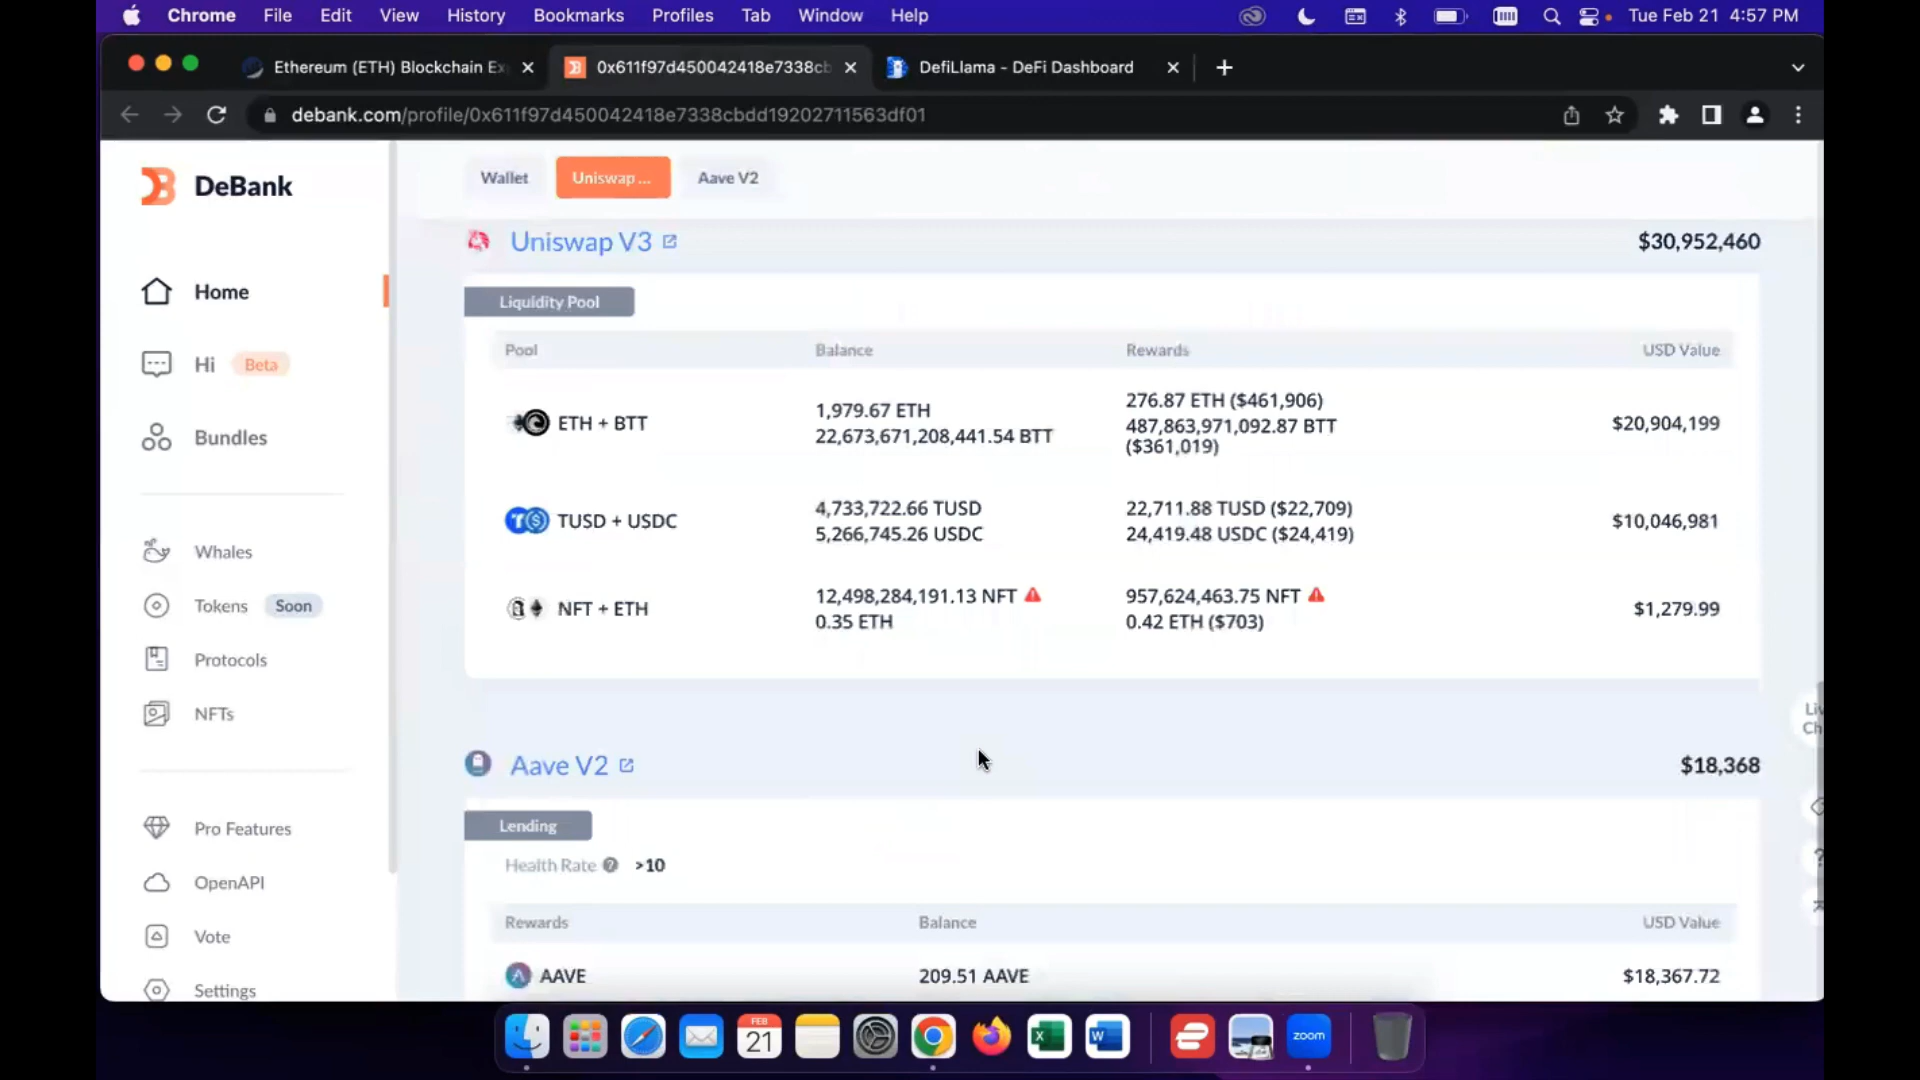 Chrome File Edit View History Bookmarks Profiles Tab Window Help Tue Feb 21 4:57 PM
Ethereum (ETH) Blockchain Ex 0x611f97d450042418e7338cb DefiLlama - DeFi Dashboard
debank.com/profile/0x611f97d450042418e7338cbdd19202711563df01
DeBank
Home
Hi Beta
Bundles
Whales
Tokens Soon
Protocols
NFTs
Pro Features
OpenAPI
Vote
Settings
Wallet Uniswap ... Aave V2
Uniswap V3 $30,952,460
Liquidity Pool
Pool Balance Rewards USD Value
ETH + BTT 1,979.67 ETH 276.87 ETH ($461,906) $20,904,199
22,673,671,208,441.54 BTT 487,863,971,092.87 BTT
($361,019)
TUSD + USDC 4,733,722.66 TUSD 22,711.88 TUSD ($22,709) $10,046,981
5,266,745.26 USDC 24,419.48 USDC ($24,419)
NFT + ETH 12,498,284,191.13 NFT 957,624,463.75 NFT $1,279.99
0.35 ETH 0.42 ETH ($703)
Aave V2 $18,368
Lending
Health Rate ? >10
Rewards Balance USD Value
AAVE 209.51 AAVE $18,367.72
FEB
21
zoom